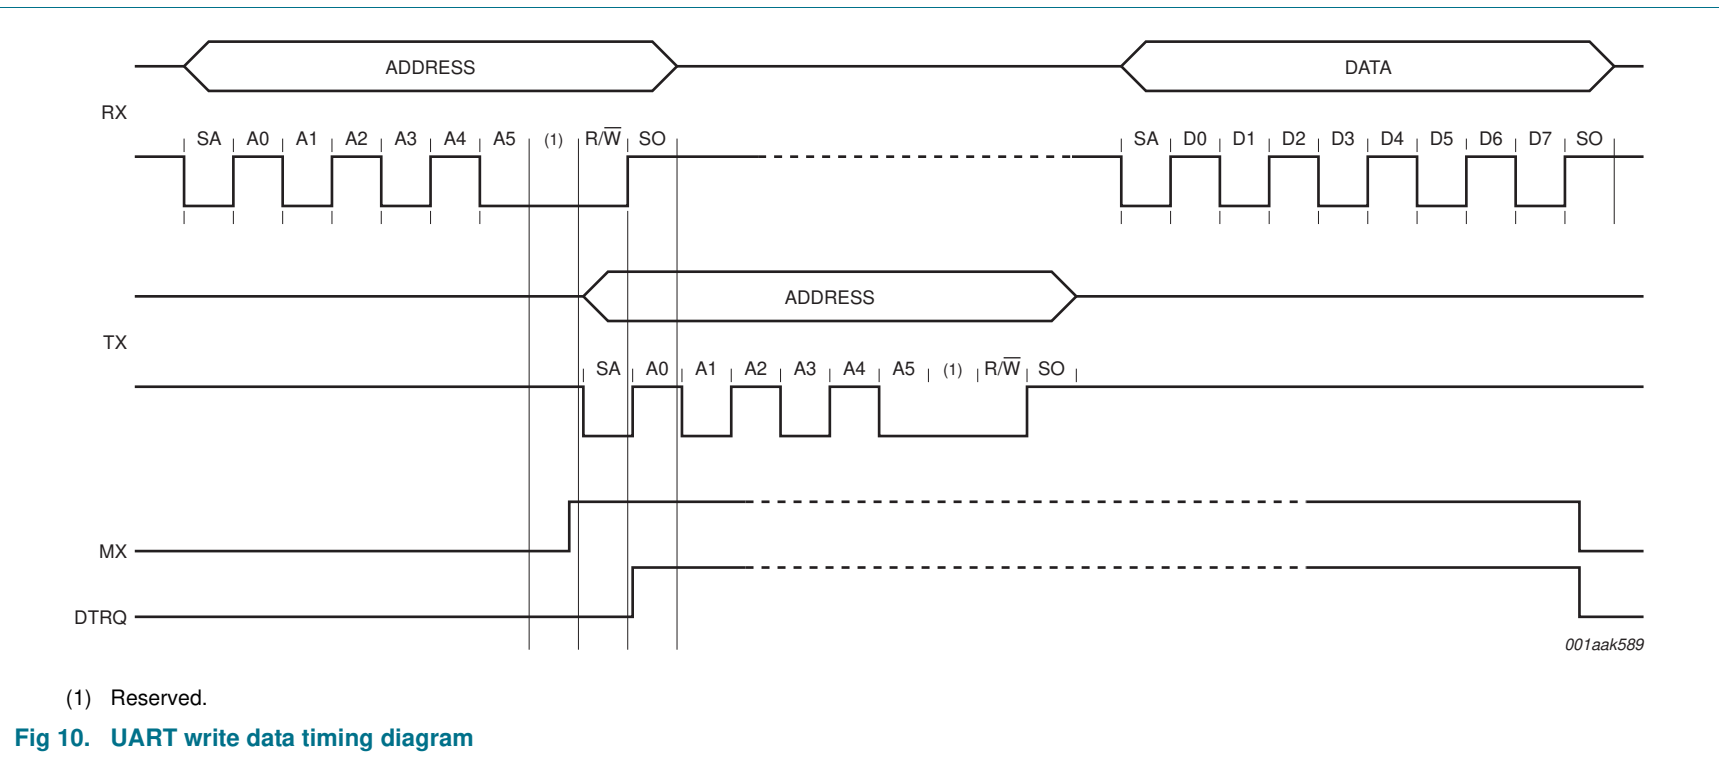 ADDRESS DATA
RX
SA A0 A1 A2 A3 A4 A5 (1) R/W̅ SO SA D0 D1 D2 D3 D4 D5 D6 D7 SO
ADDRESS
TX
SA A0 A1 A2 A3 A4 A5 (1) R/W̅ SO
MX
DTRQ
001aak589
(1) Reserved.
Fig 10. UART write data timing diagram